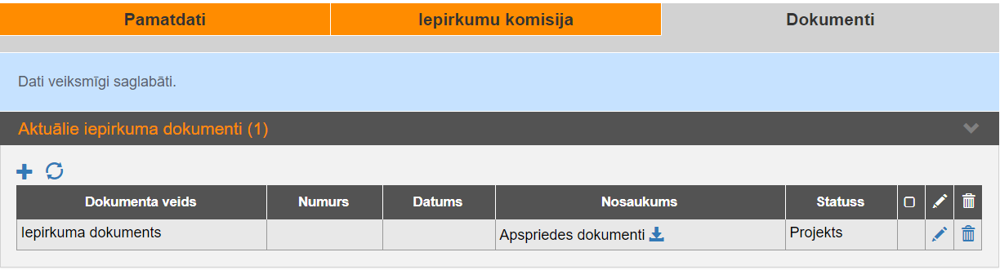 Pamatdati Iepirkumu komisija Dokumenti
Dati veiksmīgi saglabāti.
Aktuālie iepirkuma dokumenti (1)
Dokumenta veids Numurs Datums Nosaukums Statuss
Iepirkuma dokuments Apspriedes dokumenti Projekts